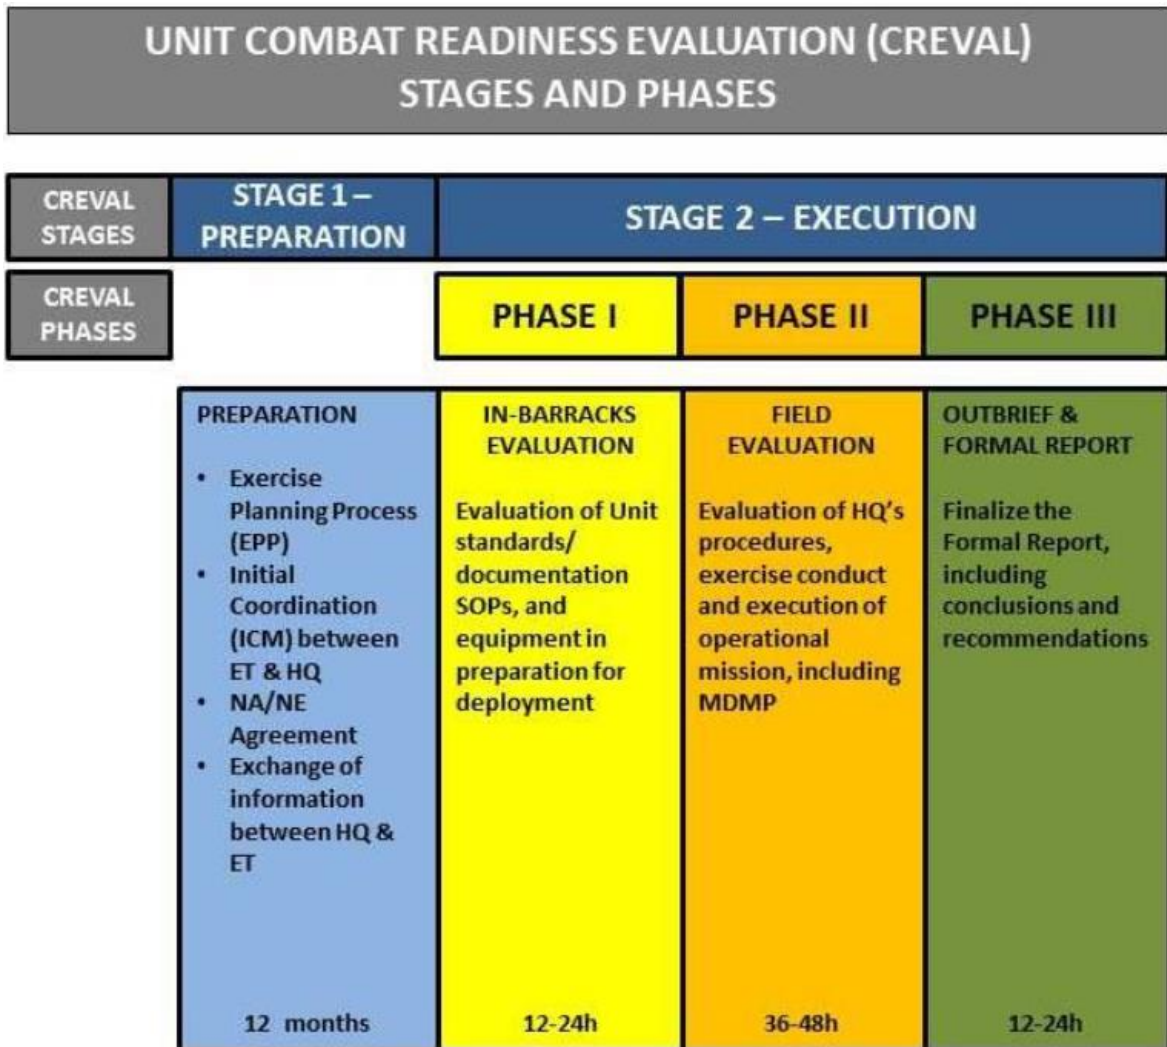 UNIT COMBAT READINESS EVALUATION (CREVAL)
STAGES AND PHASES
CREVAL
STAGES
STAGE 1 –
PREPARATION
STAGE 2 – EXECUTION
CREVAL
PHASES
PHASE I
PHASE II
PHASE III
PREPARATION
• Exercise
Planning Process
(EPP)
• Initial
Coordination
(ICM) between
ET & HQ
• NA/NE
Agreement
• Exchange of
information
between HQ &
ET
12 months
IN-BARRACKS
EVALUATION
Evaluation of Unit
standards/
documentation
SOPs, and
equipment in
preparation for
deployment
12-24h
FIELD
EVALUATION
Evaluation of HQ's
procedures,
exercise conduct
and execution of
operational
mission, including
MDMP
36-48h
OUTBRIEF &
FORMAL REPORT
Finalize the
Formal Report,
including
conclusions and
recommendations
12-24h